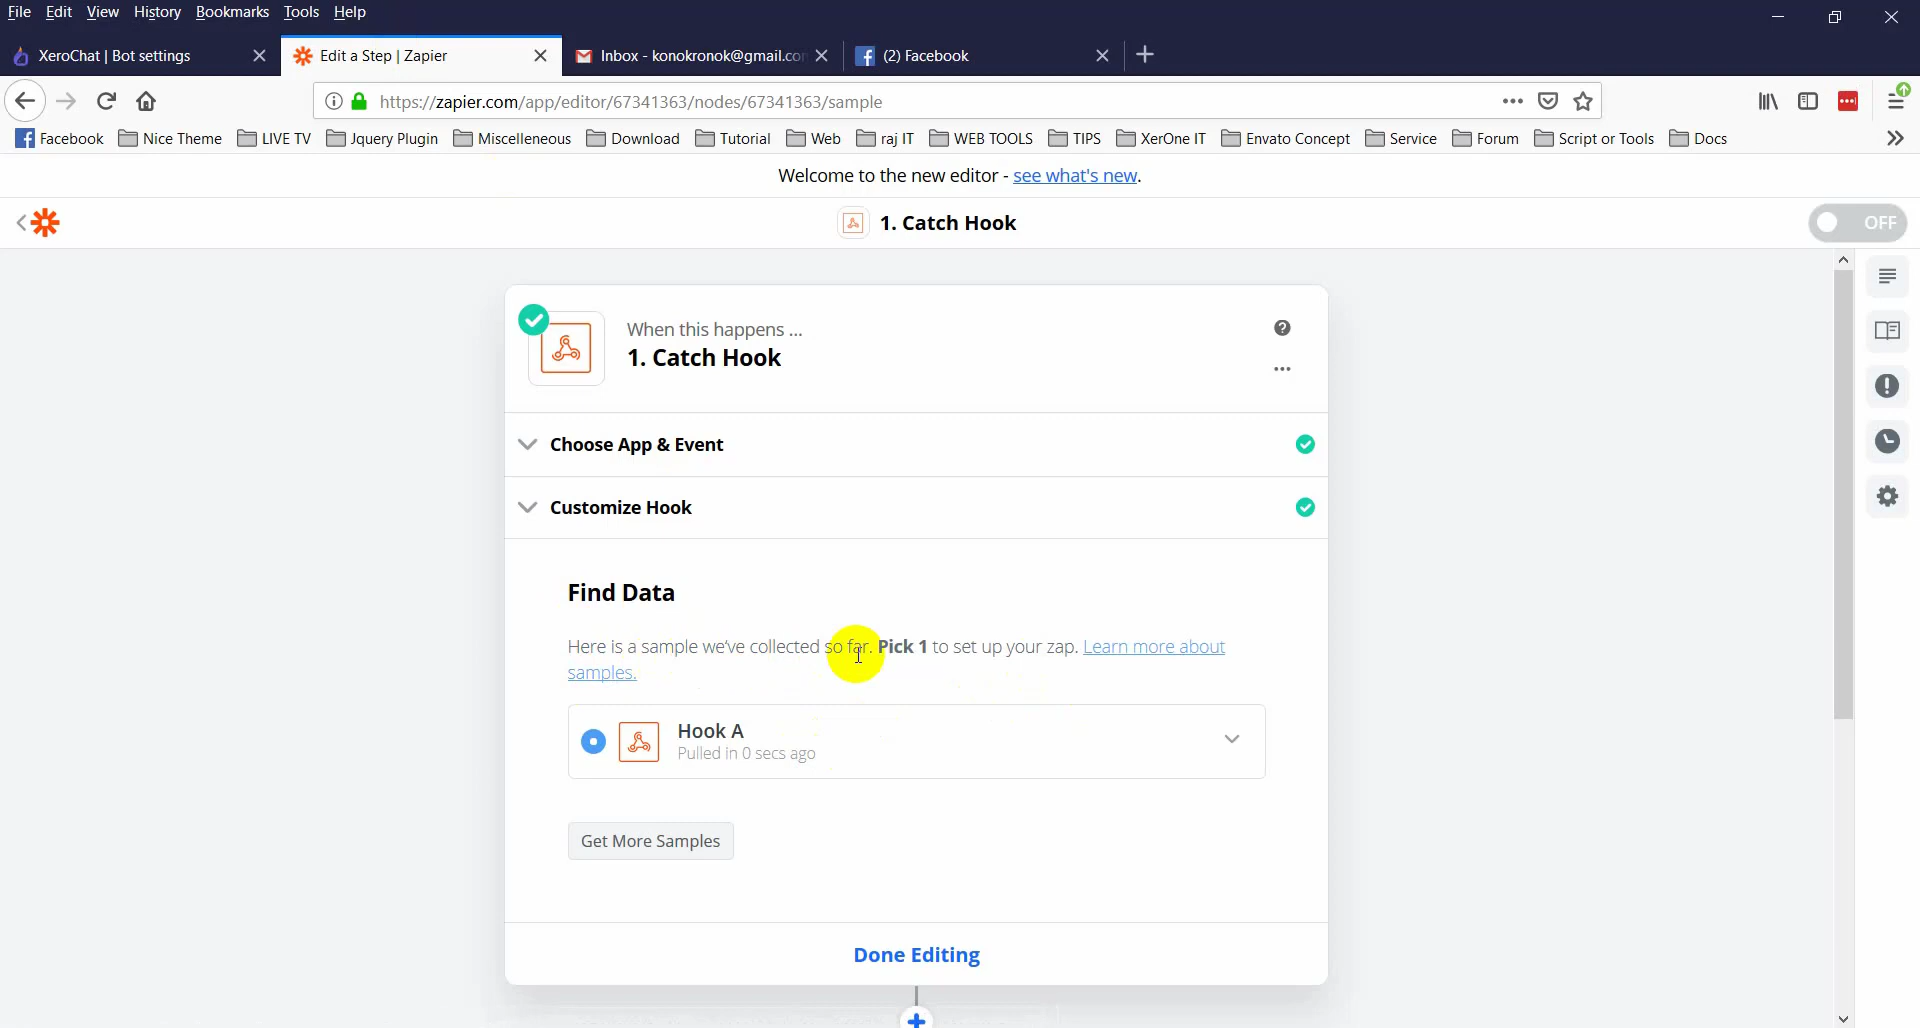 File Edit View History Bookmarks Tools Help
XeroChat | Bot settings
Edit a Step | Zapier
Inbox - konokronok@gmail.co
(2) Facebook
https://zapier.com/app/editor/67341363/nodes/67341363/sample
Facebook Nice Theme LIVE TV Jquery Plugin Miscelleneous Download Tutorial Web raj IT WEB TOOLS TIPS XerOne IT Envato Concept Service Forum Script or Tools Docs
Welcome to the new editor - see what's new.
1. Catch Hook
OFF
When this happens ...
1. Catch Hook
Choose App & Event
Customize Hook
Find Data
Here is a sample we've collected so far. Pick 1 to set up your zap. Learn more about
samples.
Hook A
Pulled in 0 secs ago
Get More Samples
Done Editing